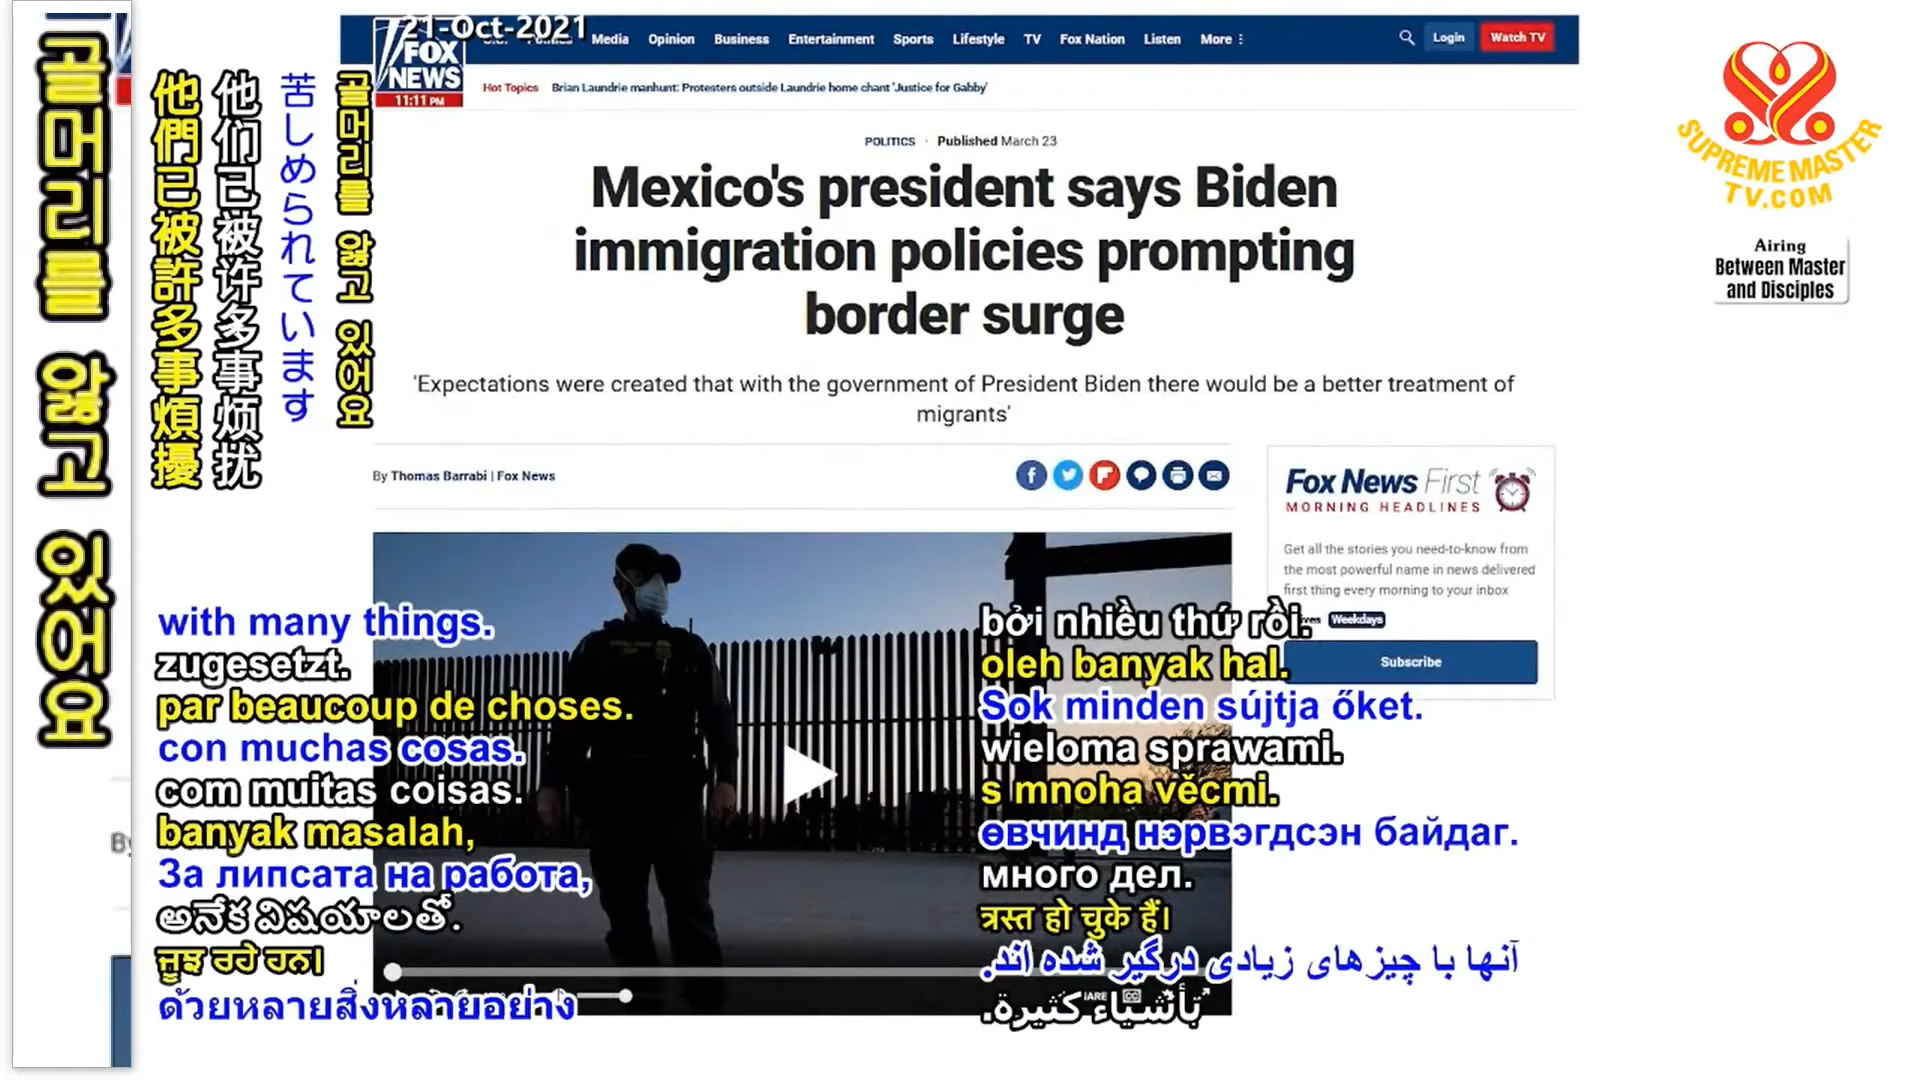 골머리를 앓고 있어요
他們已被許多事煩擾
他们已被许多事烦扰
苦しめられています
골머리를 앓고 있어요
21-Oct-2021
FOX
NEWS
11:11 PM
Media Opinion Business Entertainment Sports Lifestyle TV Fox Nation Listen More
Login
Watch TV
Hot Topics Brian Laundrie manhunt: Protesters outside Laundrie home chant 'Justice for Gabby'
POLITICS · Published March 23
Mexico's president says Biden
immigration policies prompting
border surge
'Expectations were created that with the government of President Biden there would be a better treatment of
migrants'
By Thomas Barrabi | Fox News
Fox News First
MORNING HEADLINES
Get all the stories you need-to-know from
the most powerful name in news delivered
first thing every morning to your inbox
Weekdays
Subscribe
SUPREME MASTER
TV.COM
Airing
Between Master
and Disciples
By
with many things.
zugesetzt.
par beaucoup de choses.
con muchas cosas.
com muitas coisas.
banyak masalah,
За липсата на работа,
అనేక విషయాలతో.
ਜੂਝ ਰਹੇ ਹਨ।
ด้วยหลายสิ่งหลายอย่าง
bởi nhiều thứ rồi.
oleh banyak hal.
Sok minden sújtja őket.
wieloma sprawami.
s mnoha věcmi.
өвчинд нэрвэгдсэн байдаг.
много дел.
त्रस्त हो चुके हैं।
آنها با چیزهای زیادی درگیر شده اند.
بأشياء كثيرة.